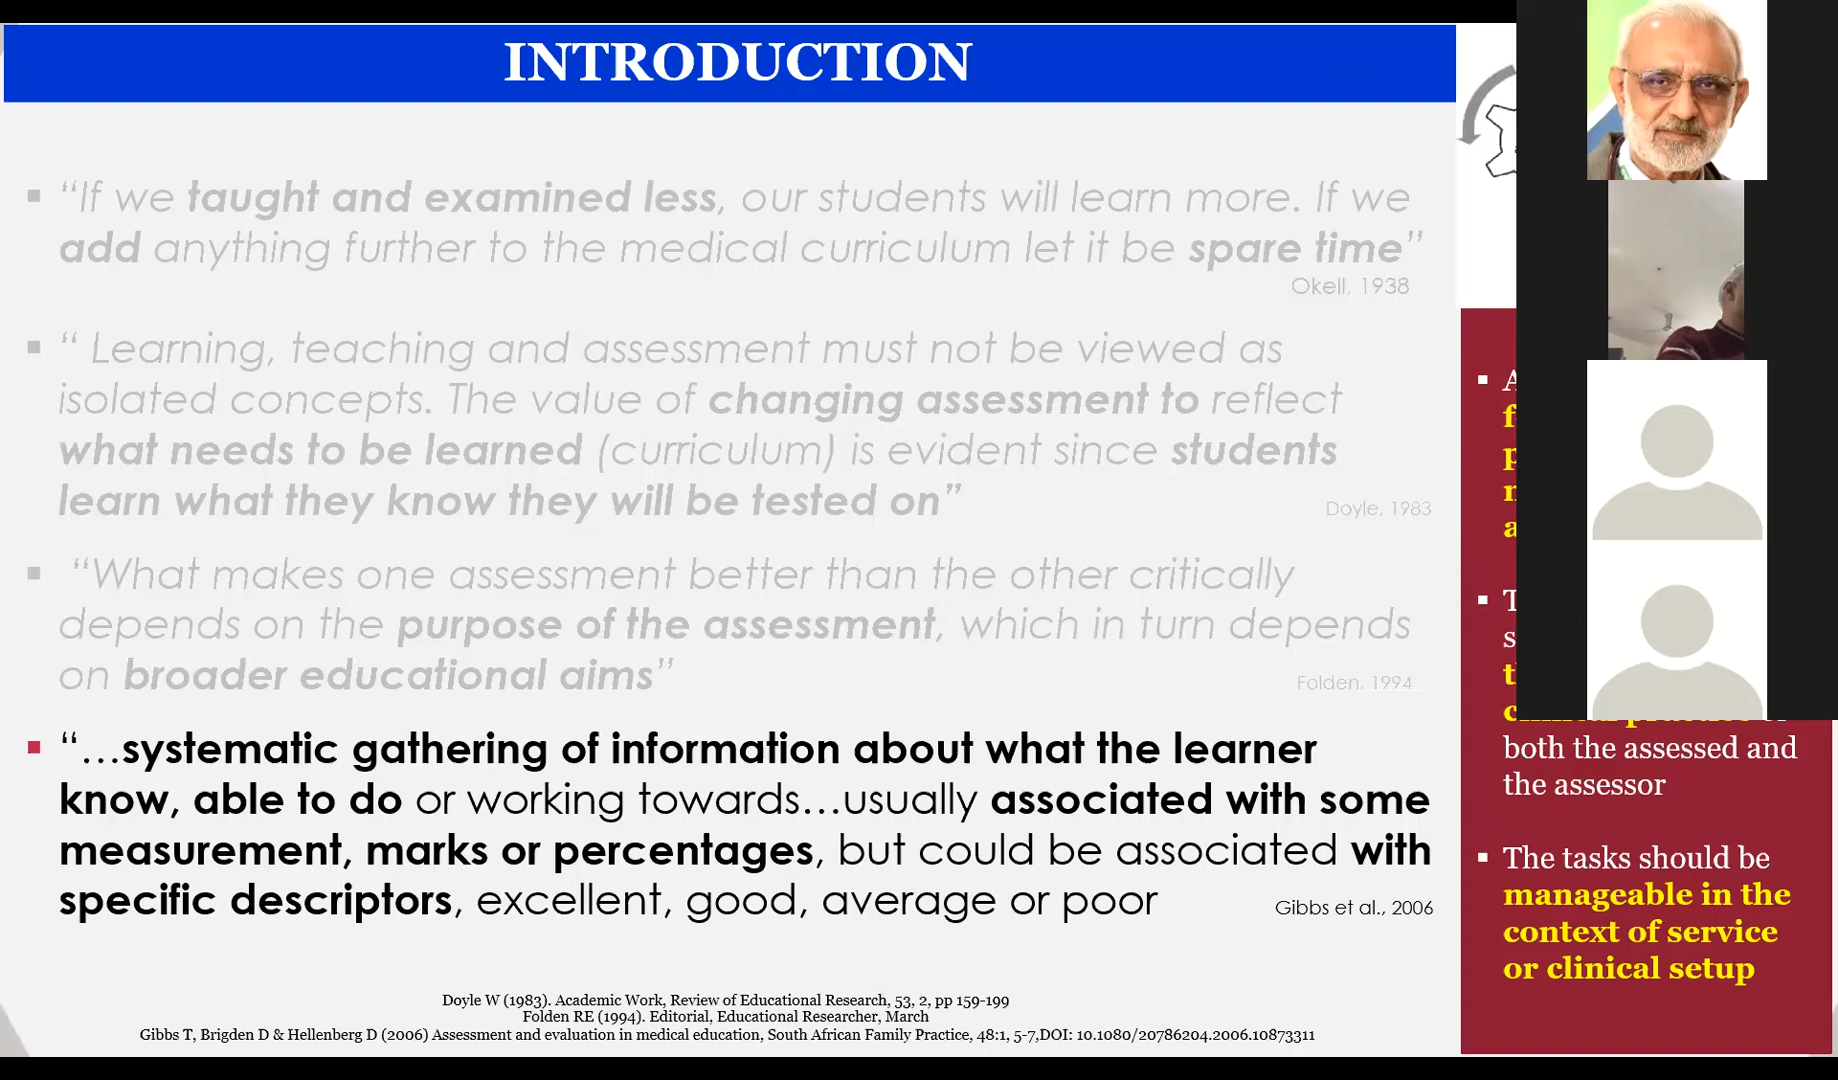 INTRODUCTION
▪ “If we taught and examined less, our students will learn more. If we
add anything further to the medical curriculum let it be spare time”
Okell, 1938
▪ “ Learning, teaching and assessment must not be viewed as
isolated concepts. The value of changing assessment to reflect
what needs to be learned (curriculum) is evident since students
learn what they know they will be tested on”
Doyle, 1983
▪ “What makes one assessment better than the other critically
depends on the purpose of the assessment, which in turn depends
on broader educational aims”
Folden, 1994
▪ “…systematic gathering of information about what the learner
know, able to do or working towards…usually associated with some
measurement, marks or percentages, but could be associated with
specific descriptors, excellent, good, average or poor
Gibbs et al., 2006
Doyle W (1983). Academic Work, Review of Educational Research, 53, 2, pp 159-199
Folden RE (1994). Editorial, Educational Researcher, March
Gibbs T, Brigden D & Hellenberg D (2006) Assessment and evaluation in medical education, South African Family Practice, 48:1, 5-7,DOI: 10.1080/20786204.2006.10873311
both the assessed and
the assessor
▪ The tasks should be
manageable in the
context of service
or clinical setup